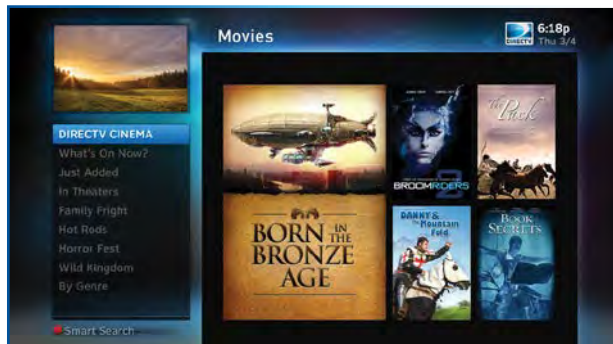 Movies
DIRECTV
6:18p
Thu 3/4
DIRECTV CINEMA
What's On Now?
Just Added
In Theaters
Family Fright
Hot Rods
Horror Fest
Wild Kingdom
By Genre
Smart Search
BORN IN THE
BRONZE
AGE
2
BROOMRIDERS
The Pack
DANNY &
The Mountain
Fold
BOOK
SECRETS